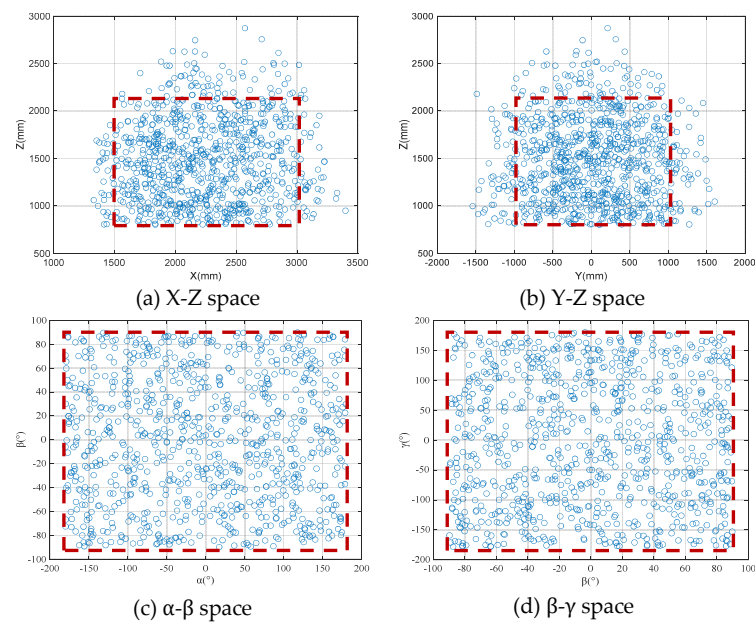 3000
2500
2000
1500
1000
500
Z(mm)
1000 1500 2000 2500 3000 3500
X(mm)
(a) X-Z space
3000
2500
2000
1500
1000
500
Z(mm)
-2000 -1500 -1000 -500 0 500 1000 1500 2000
Y(mm)
(b) Y-Z space
100
80
60
40
20
0
-20
-40
-60
-80
-100
β(°)
-200 -150 -100 -50 0 50 100 150 200
α(°)
(c) α-β space
200
150
100
50
0
-50
-100
-150
-200
γ(°)
-100 -80 -60 -40 -20 0 20 40 60 80 100
β(°)
(d) β-γ space